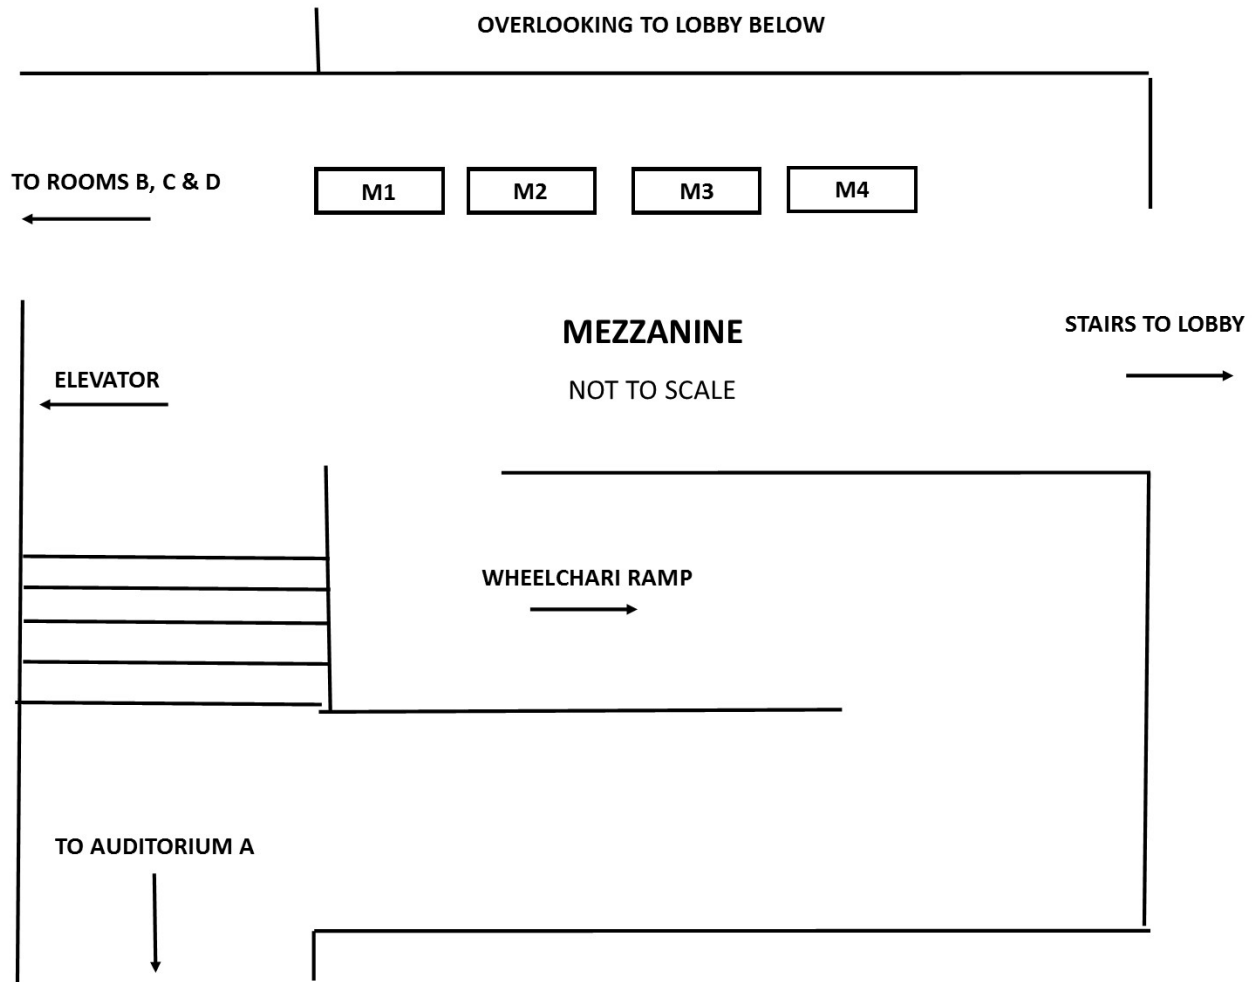 OVERLOOKING TO LOBBY BELOW
TO ROOMS B, C & D
M1
M2
M3
M4
MEZZANINE
STAIRS TO LOBBY
NOT TO SCALE
ELEVATOR
WHEELCHARI RAMP
TO AUDITORIUM A